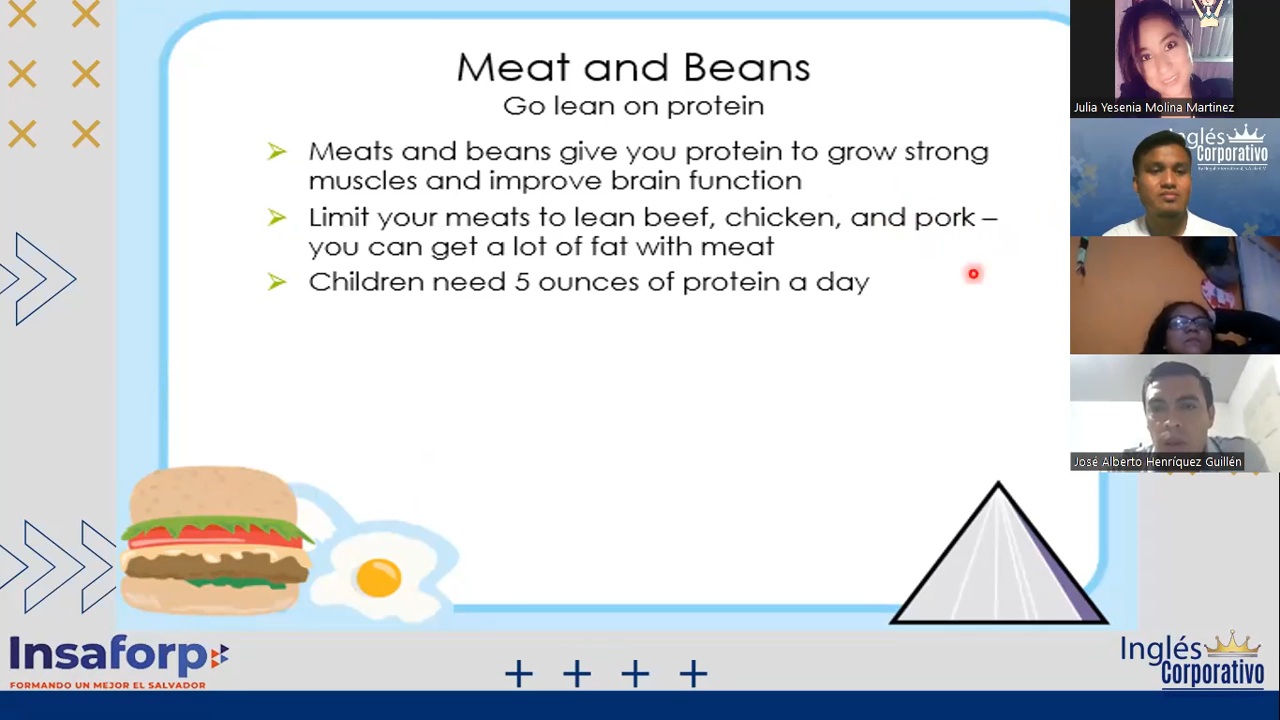 Meat and Beans
Go lean on protein
Meats and beans give you protein to grow strong
muscles and improve brain function
Limit your meats to lean beef, chicken, and pork –
you can get a lot of fat with meat
Children need 5 ounces of protein a day
Julia Yesenia Molina Martinez
Inglés
Corporativo
José Alberto Henríquez Guillén
Insaforp
FORMANDO UN MEJOR EL SALVADOR
Inglés
Corporativo